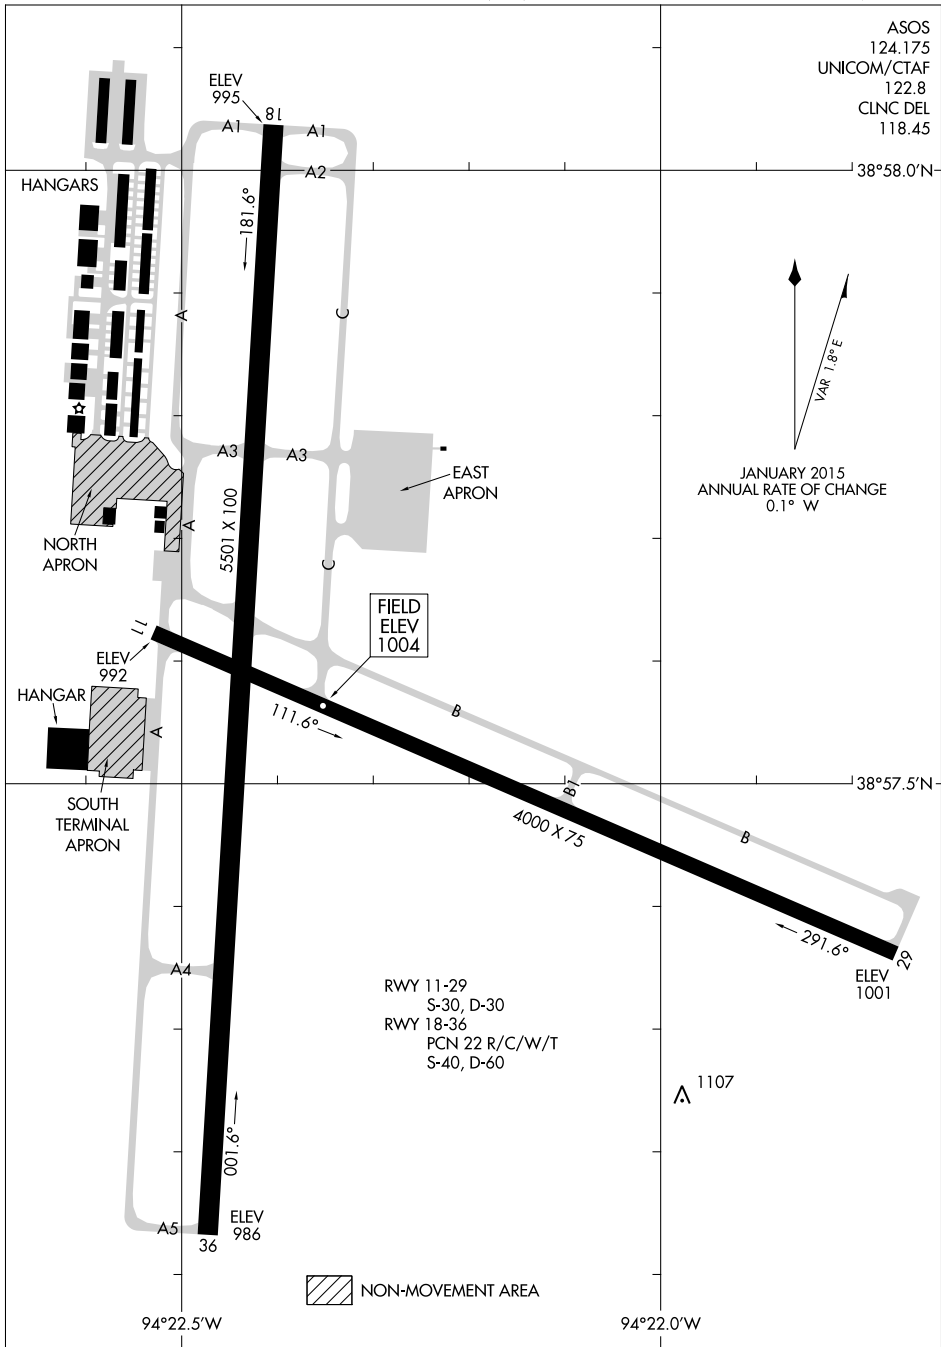 ASOS
124.175
UNICOM/CTAF
122.8
CLNC DEL
118.45
ELEV
995
18
A1
A1
A2
38°58.0'N
HANGARS
181.6°
A
C
VAR 1.8° E
JANUARY 2015
ANNUAL RATE OF CHANGE
0.1° W
A3
A3
EAST
APRON
5501 X 100
A
NORTH
APRON
C
FIELD
ELEV
1004
11
ELEV
992
HANGAR
A
111.6°
B
38°57.5'N
B1
SOUTH
TERMINAL
APRON
4000 X 75
B
291.6°
29
ELEV
1001
A4
RWY 11-29
S-30, D-30
RWY 18-36
PCN 22 R/C/W/T
S-40, D-60
1107
001.6°
A5
ELEV
986
36
NON-MOVEMENT AREA
94°22.5'W
94°22.0'W